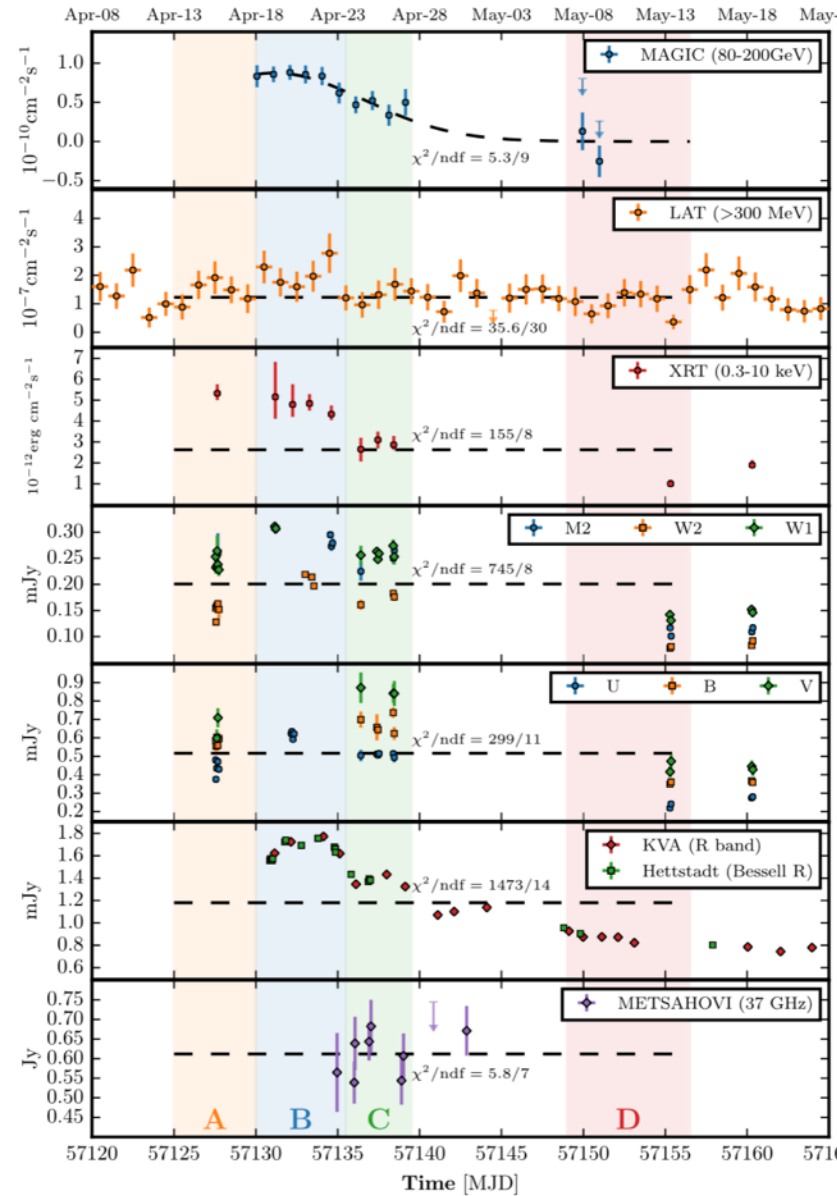 Apr-08 Apr-13 Apr-18 Apr-23 Apr-28 May-03 May-08 May-13 May-18 May-
MAGIC (80-200GeV)
1.0
0.5
0.0
−0.5
10⁻¹⁰cm⁻²s⁻¹
χ²/ndf = 5.3/9
LAT (>300 MeV)
4
3
2
1
0
10⁻⁷cm⁻²s⁻¹
χ²/ndf = 35.6/30
XRT (0.3-10 keV)
7
6
5
4
3
2
1
10⁻¹²erg cm⁻²s⁻¹
χ²/ndf = 155/8
M2 W2 W1
0.30
0.25
0.20
0.15
0.10
mJy
χ²/ndf = 745/8
U B V
0.9
0.8
0.7
0.6
0.5
0.4
0.3
0.2
mJy
χ²/ndf = 299/11
KVA (R band)
Hettstadt (Bessell R)
1.8
1.6
1.4
1.2
1.0
0.8
0.6
mJy
χ²/ndf = 1473/14
METSAHOVI (37 GHz)
0.75
0.70
0.65
0.60
0.55
0.50
0.45
Jy
χ²/ndf = 5.8/7
A B C D
57120 57125 57130 57135 57140 57145 57150 57155 57160 5716
Time [MJD]